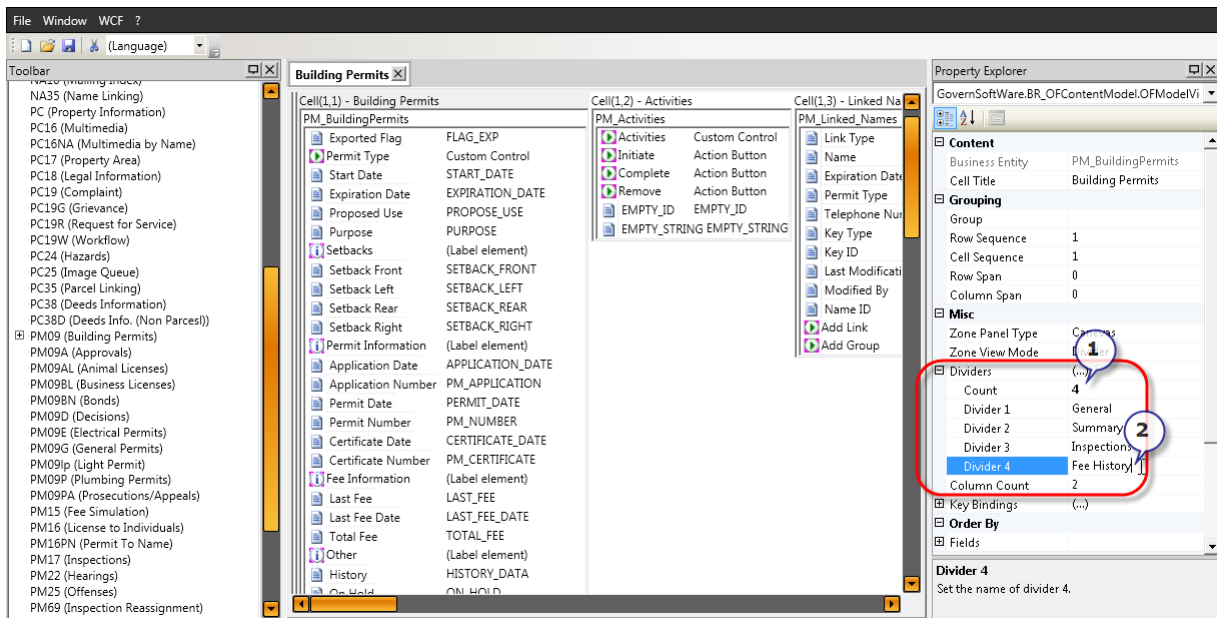 File Window WCF ?
(Language)
Toolbar
NA35 (Name Linking)
PC (Property Information)
PC16 (Multimedia)
PC16NA (Multimedia by Name)
PC17 (Property Area)
PC18 (Legal Information)
PC19 (Complaint)
PC19G (Grievance)
PC19R (Request for Service)
PC19W (Workflow)
PC24 (Hazards)
PC25 (Image Queue)
PC35 (Parcel Linking)
PC38 (Deeds Information)
PC38D (Deeds Info. (Non Parcesl))
PM09 (Building Permits)
PM09A (Approvals)
PM09AL (Animal Licenses)
PM09BL (Business Licenses)
PM09BN (Bonds)
PM09D (Decisions)
PM09E (Electrical Permits)
PM09G (General Permits)
PM09lp (Light Permit)
PM09P (Plumbing Permits)
PM09PA (Prosecutions/Appeals)
PM15 (Fee Simulation)
PM16 (License to Individuals)
PM16PN (Permit To Name)
PM17 (Inspections)
PM22 (Hearings)
PM25 (Offenses)
PM69 (Inspection Reassignment)
Building Permits
Cell(1,1) - Building Permits
PM_BuildingPermits
Exported Flag FLAG_EXP
Permit Type Custom Control
Start Date START_DATE
Expiration Date EXPIRATION_DATE
Proposed Use PROPOSE_USE
Purpose PURPOSE
Setbacks (Label element)
Setback Front SETBACK_FRONT
Setback Left SETBACK_LEFT
Setback Rear SETBACK_REAR
Setback Right SETBACK_RIGHT
Permit Information (Label element)
Application Date APPLICATION_DATE
Application Number PM_APPLICATION
Permit Date PERMIT_DATE
Permit Number PM_NUMBER
Certificate Date CERTIFICATE_DATE
Certificate Number PM_CERTIFICATE
Fee Information (Label element)
Last Fee LAST_FEE
Last Fee Date LAST_FEE_DATE
Total Fee TOTAL_FEE
Other (Label element)
History HISTORY_DATA
On Hold ON_HOLD
Cell(1,2) - Activities
PM_Activities
Activities Custom Control
Initiate Action Button
Complete Action Button
Remove Action Button
EMPTY_ID EMPTY_ID
EMPTY_STRING EMPTY_STRING
Cell(1,3) - Linked Na
PM_Linked_Names
Link Type
Name
Expiration Date
Permit Type
Telephone Nur
Key Type
Key ID
Last Modificati
Modified By
Name ID
Add Link
Add Group
Property Explorer
GovernSoftWare.BR_OFContentModel.OFModelVi
Content
Business Entity PM_BuildingPermits
Cell Title Building Permits
Grouping
Group
Row Sequence 1
Cell Sequence 1
Row Span 0
Column Span 0
Misc
Zone Panel Type
Zone View Mode
1
Dividers (...)
Count 4
Divider 1 General
Divider 2 Summary
2
Divider 3 Inspections
Divider 4 Fee History
Column Count 2
Key Bindings (...)
Order By
Fields
Divider 4
Set the name of divider 4.